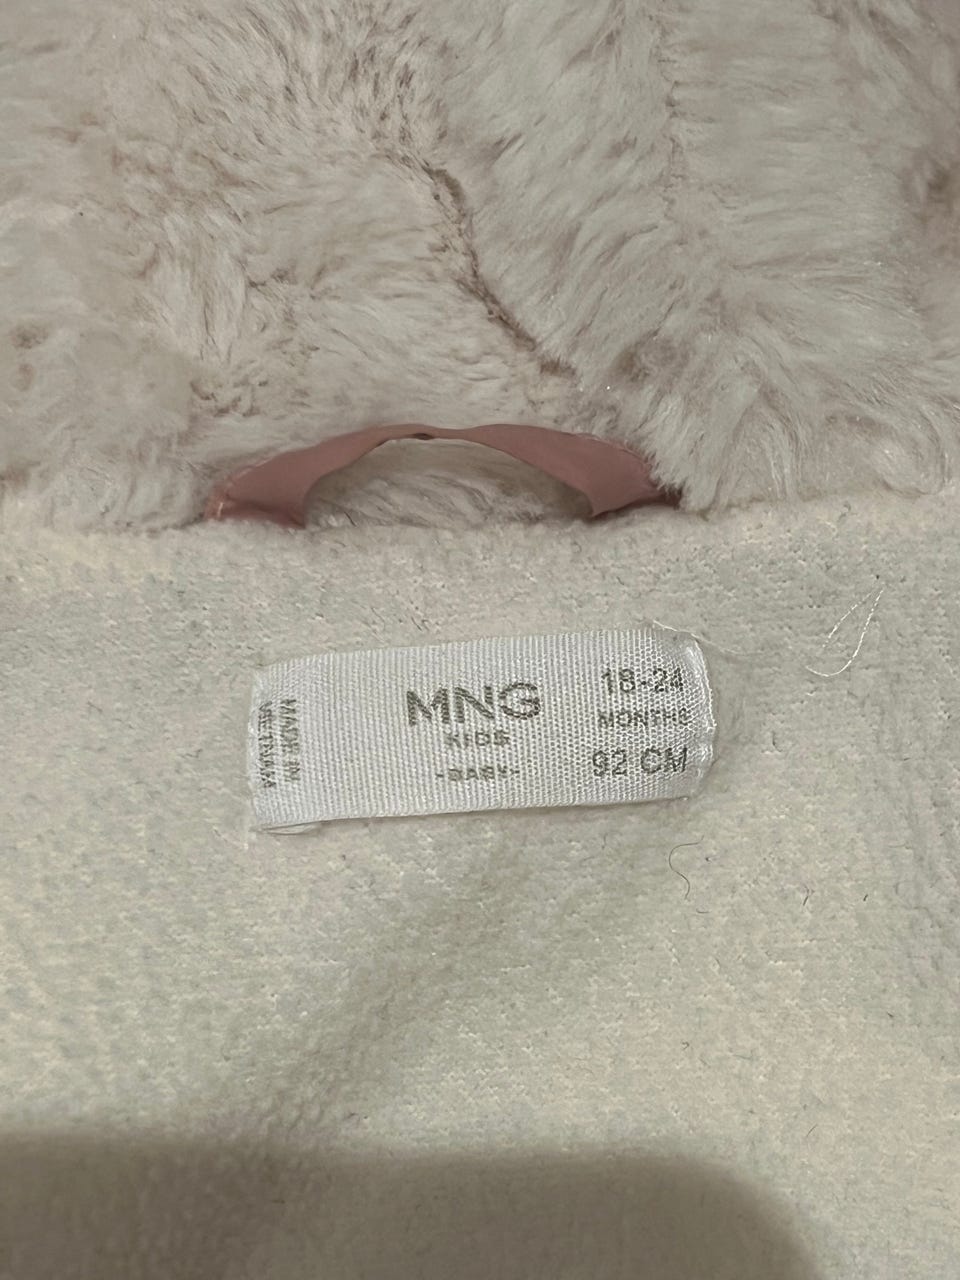 MADE IN
VIETNAM
MNG
KIDS
-BABY-
18-24
MONTHS
92 CM